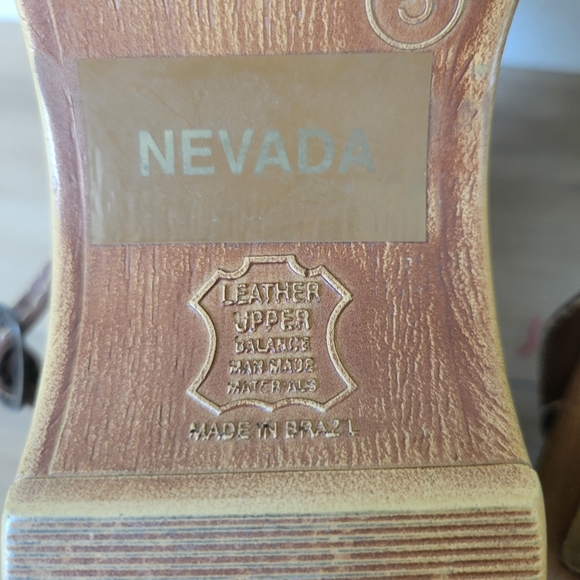 NEVADA
LEATHER
UPPER
BALANCE
MAN MADE
MATERIALS
MADE IN BRAZIL